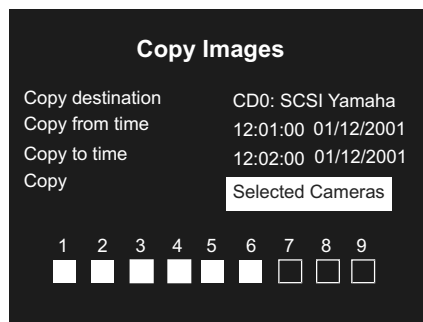 Copy Images
Copy destination CD0: SCSI Yamaha
Copy from time 12:01:00 01/12/2001
Copy to time 12:02:00 01/12/2001
Copy Selected Cameras
1 2 3 4 5 6 7 8 9